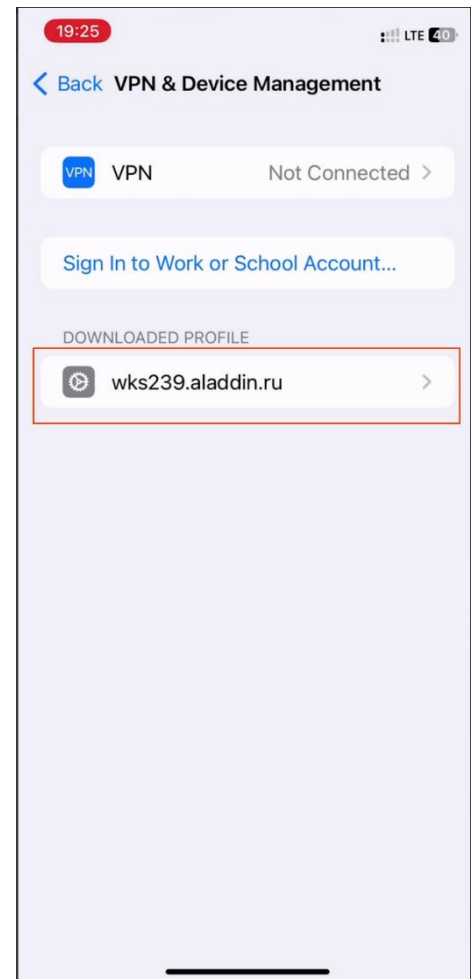 19:25
LTE 40
Back VPN & Device Management
VPN VPN Not Connected
Sign In to Work or School Account...
DOWNLOADED PROFILE
wks239.aladdin.ru